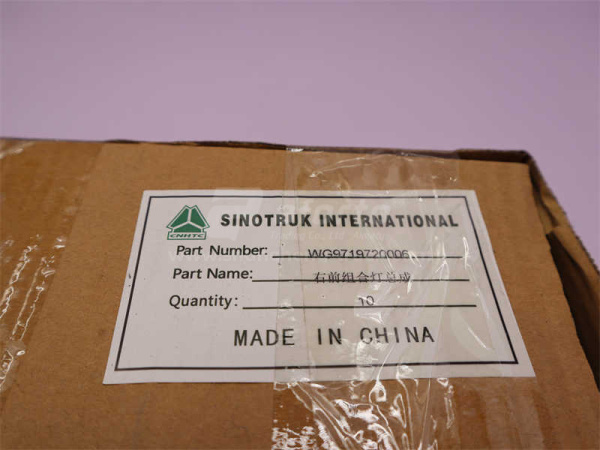 CNHTC
SINOTRUK INTERNATIONAL
Part Number: WG9719720006
Part Name: 右前组合灯总成
Quantity: 10
MADE IN CHINA